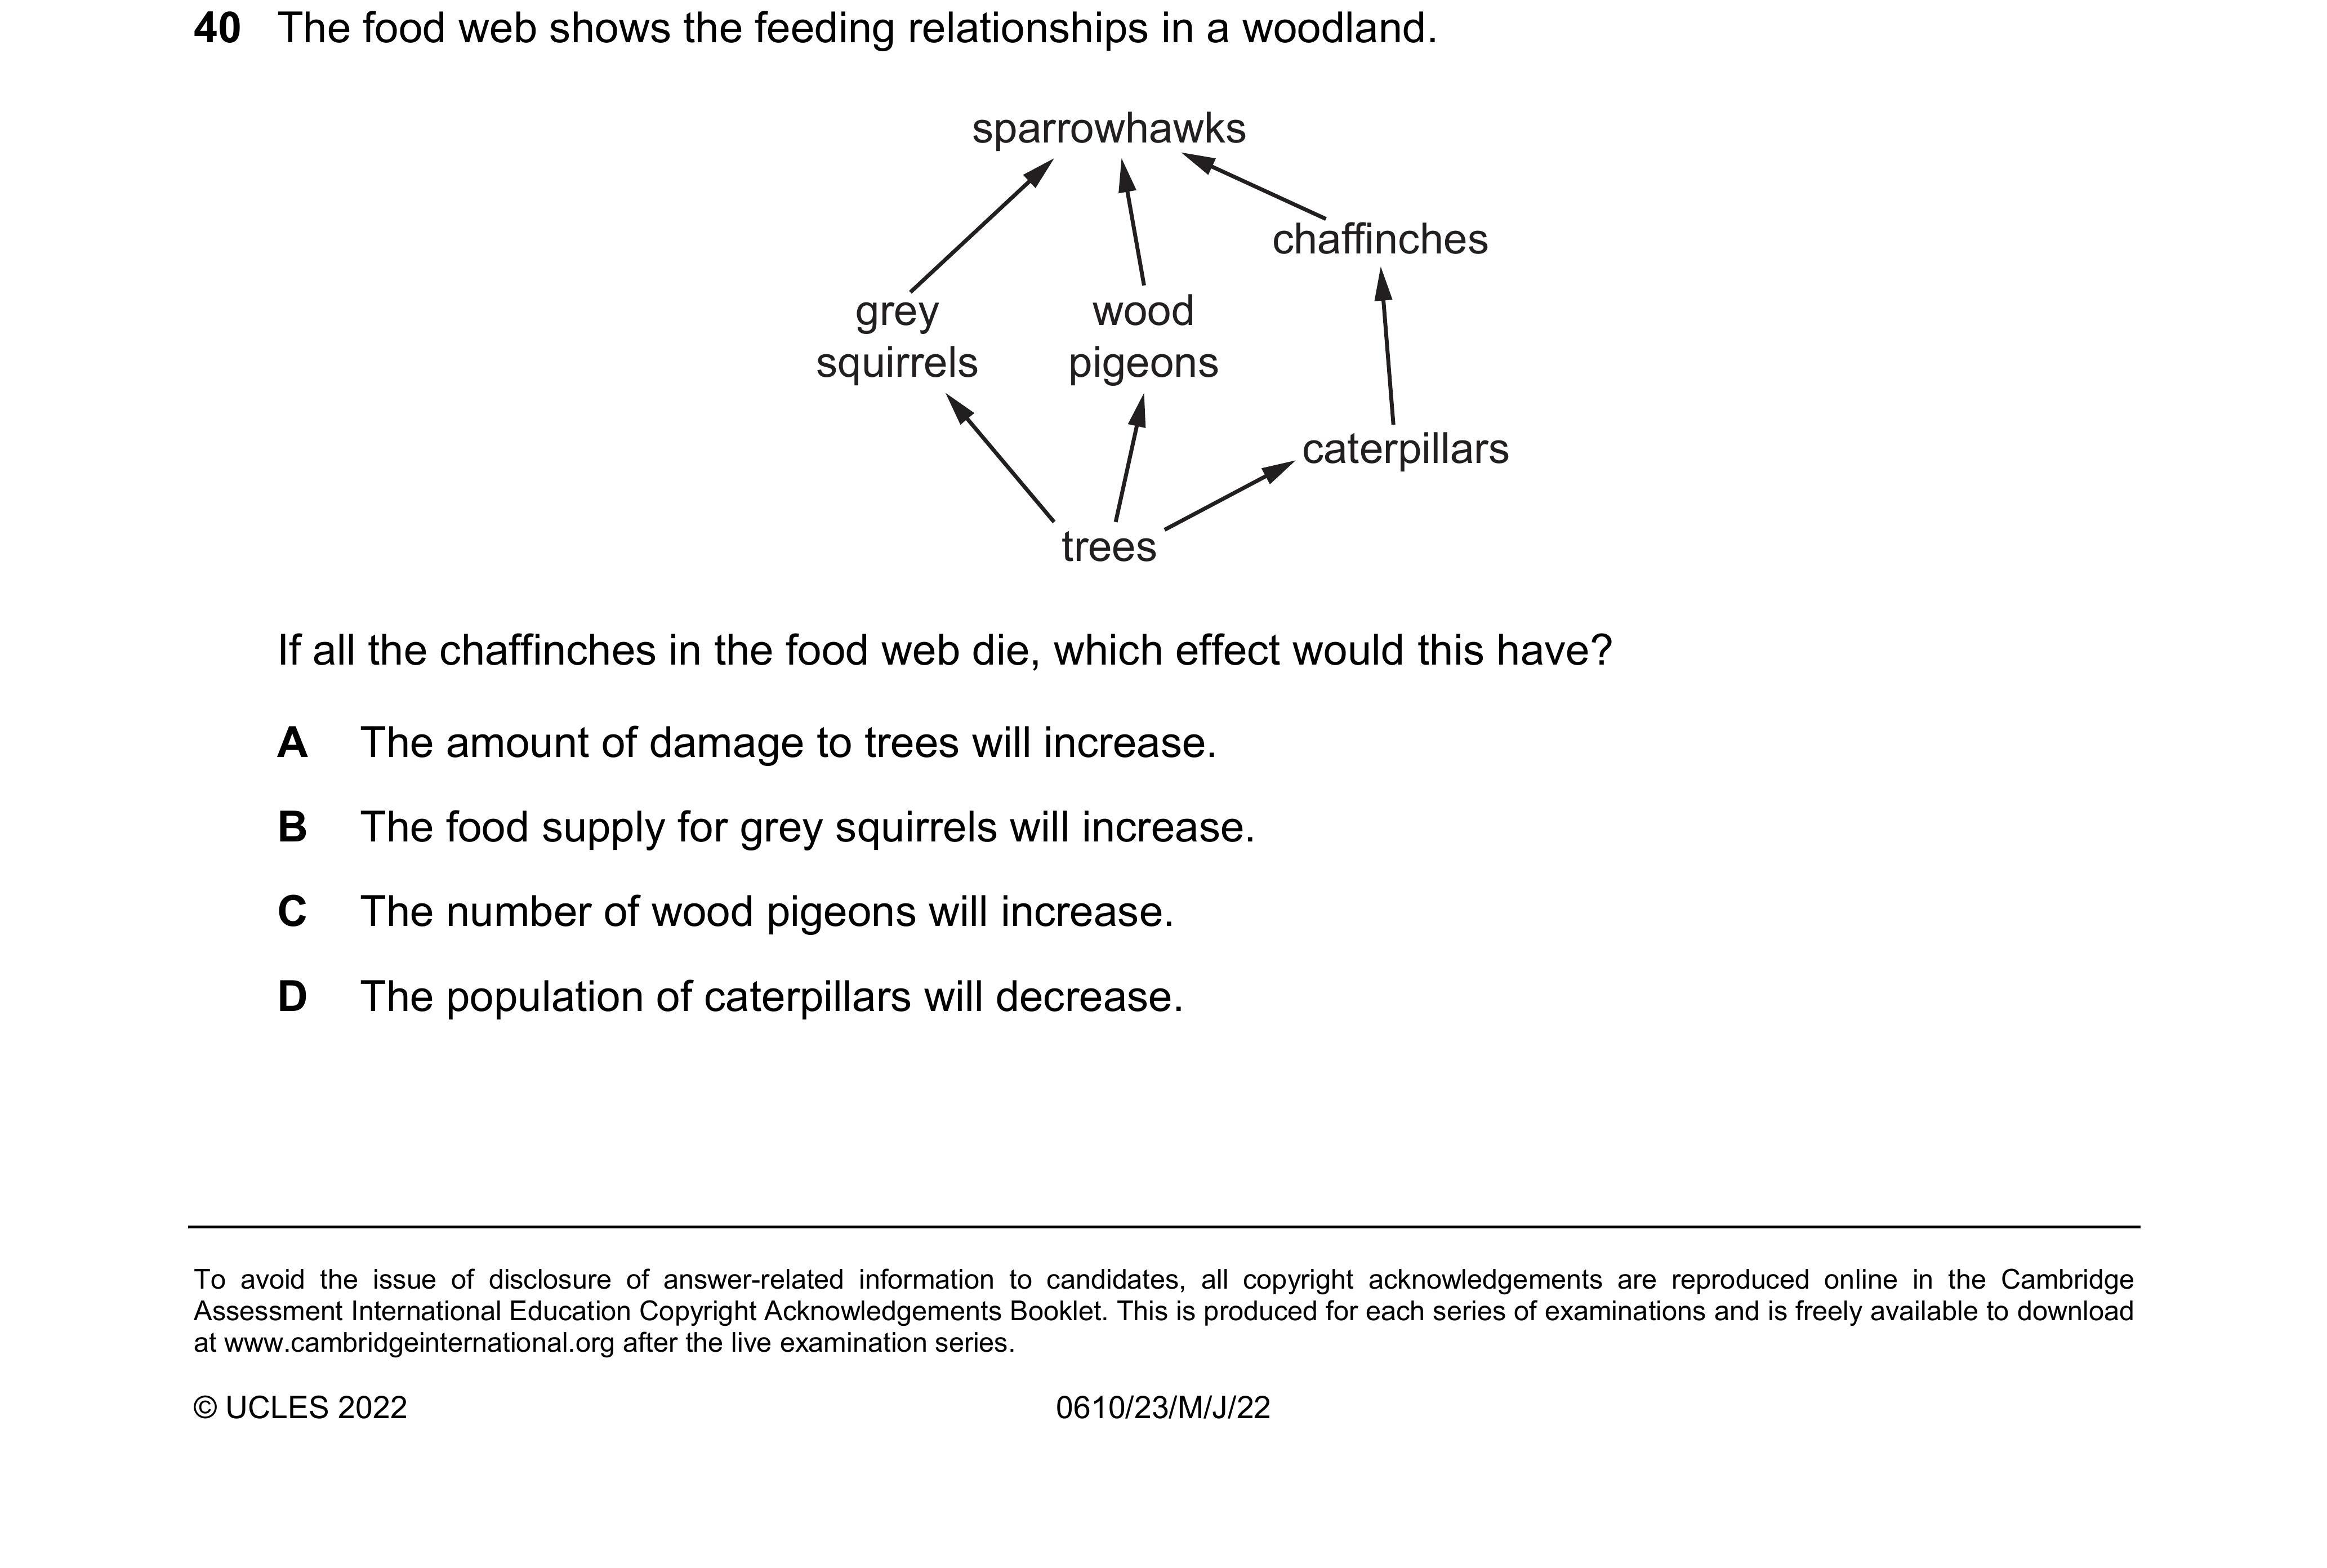 40 The food web shows the feeding relationships in a woodland.
sparrowhawks
chaffinches
grey
squirrels
wood
pigeons
caterpillars
trees
If all the chaffinches in the food web die, which effect would this have?
A The amount of damage to trees will increase.
B The food supply for grey squirrels will increase.
C The number of wood pigeons will increase.
D The population of caterpillars will decrease.
To avoid the issue of disclosure of answer-related information to candidates, all copyright acknowledgements are reproduced online in the Cambridge
Assessment International Education Copyright Acknowledgements Booklet. This is produced for each series of examinations and is freely available to download
at www.cambridgeinternational.org after the live examination series.
© UCLES 2022 0610/23/M/J/22